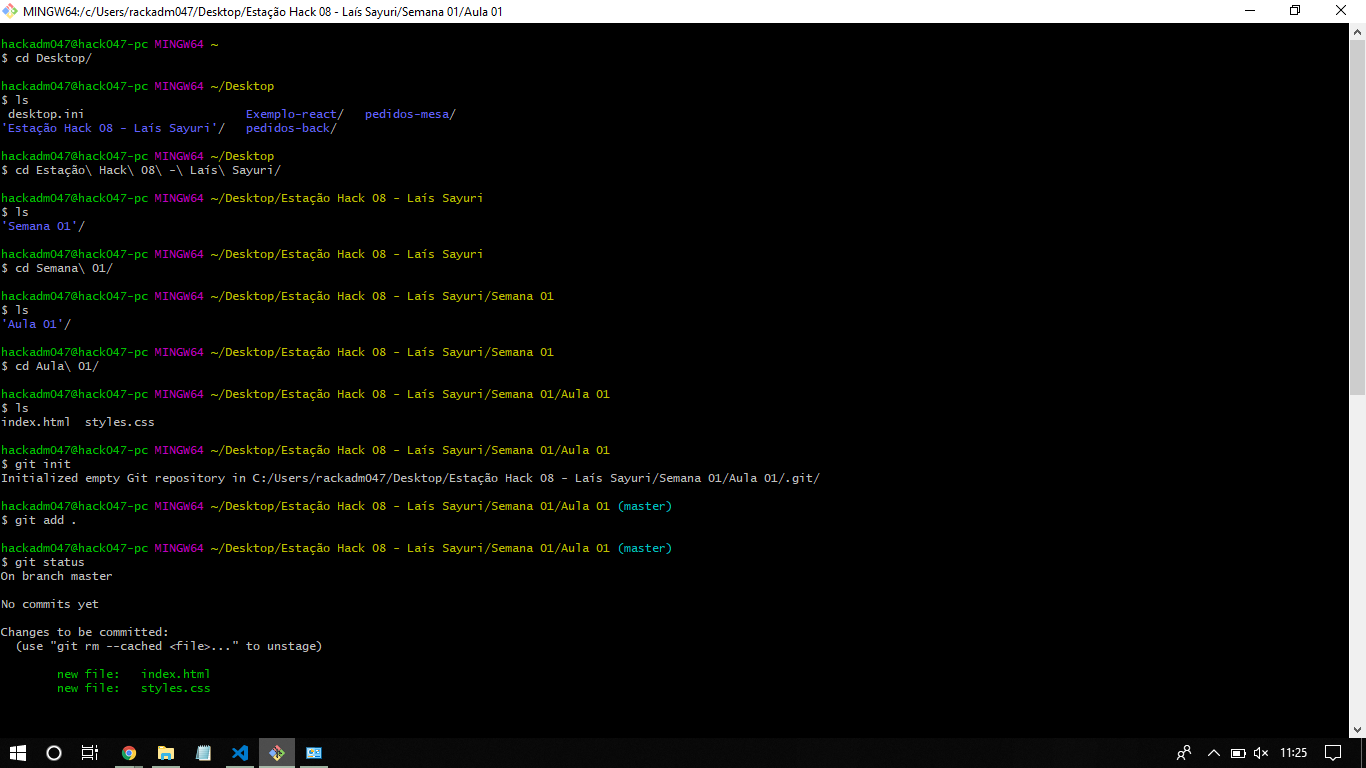 MINGW64:/c/Users/rackadm047/Desktop/Estação Hack 08 - Laís Sayuri/Semana 01/Aula 01
hackadm047@hack047-pc MINGW64 ~
$ cd Desktop/
hackadm047@hack047-pc MINGW64 ~/Desktop
$ ls
desktop.ini Exemplo-react/ pedidos-mesa/
'Estação Hack 08 - Laís Sayuri'/ pedidos-back/
hackadm047@hack047-pc MINGW64 ~/Desktop
$ cd Estação\ Hack\ 08\ -\ Laís\ Sayuri/
hackadm047@hack047-pc MINGW64 ~/Desktop/Estação Hack 08 - Laís Sayuri
$ ls
'Semana 01'/
hackadm047@hack047-pc MINGW64 ~/Desktop/Estação Hack 08 - Laís Sayuri
$ cd Semana\ 01/
hackadm047@hack047-pc MINGW64 ~/Desktop/Estação Hack 08 - Laís Sayuri/Semana 01
$ ls
'Aula 01'/
hackadm047@hack047-pc MINGW64 ~/Desktop/Estação Hack 08 - Laís Sayuri/Semana 01
$ cd Aula\ 01/
hackadm047@hack047-pc MINGW64 ~/Desktop/Estação Hack 08 - Laís Sayuri/Semana 01/Aula 01
$ ls
index.html styles.css
hackadm047@hack047-pc MINGW64 ~/Desktop/Estação Hack 08 - Laís Sayuri/Semana 01/Aula 01
$ git init
Initialized empty Git repository in C:/Users/rackadm047/Desktop/Estação Hack 08 - Laís Sayuri/Semana 01/Aula 01/.git/
hackadm047@hack047-pc MINGW64 ~/Desktop/Estação Hack 08 - Laís Sayuri/Semana 01/Aula 01 (master)
$ git add .
hackadm047@hack047-pc MINGW64 ~/Desktop/Estação Hack 08 - Laís Sayuri/Semana 01/Aula 01 (master)
$ git status
On branch master
No commits yet
Changes to be committed:
(use "git rm --cached <file>..." to unstage)
new file: index.html
new file: styles.css
11:25